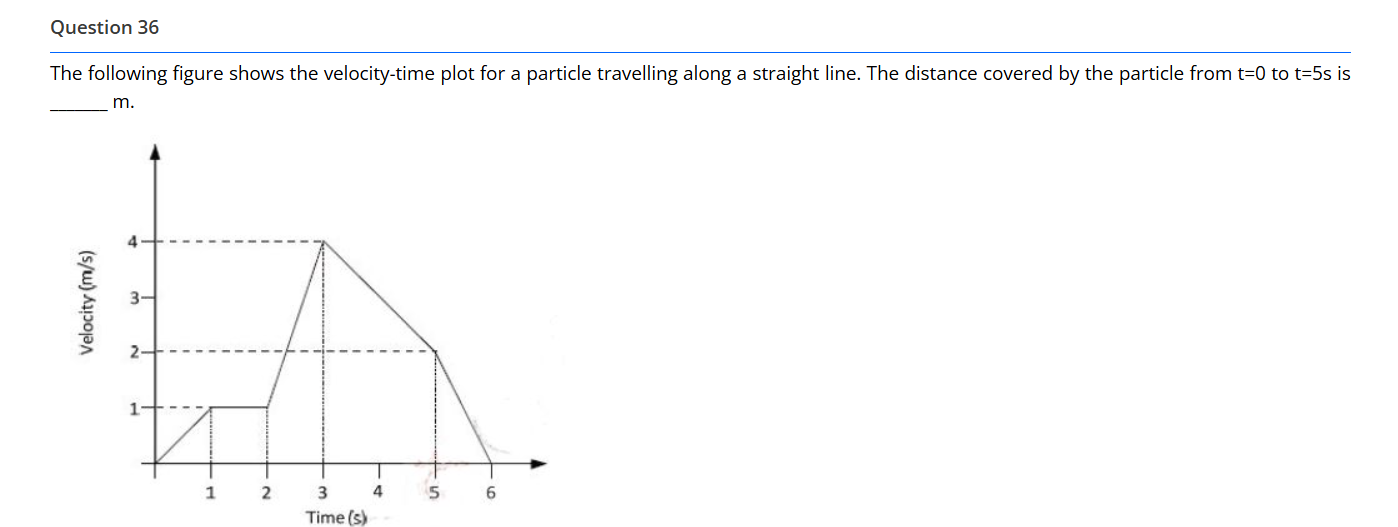 Question 36
The following figure shows the velocity-time plot for a particle travelling along a straight line. The distance covered by the particle from t=0 to t=5s is
______ m.
Velocity (m/s)
4
3
2
1
1 2 3 4 5 6
Time (s)